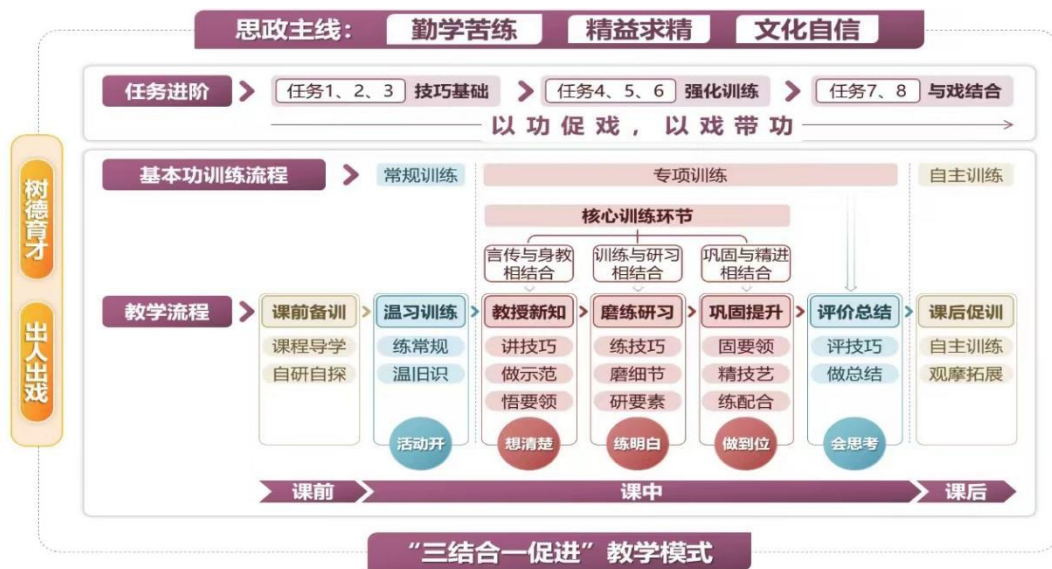 思政主线： 勤学苦练 精益求精 文化自信
任务进阶 任务1、2、3 技巧基础 任务4、5、6 强化训练 任务7、8 与戏结合
以功促戏，以戏带功
树德育才
出人出戏
基本功训练流程 常规训练 专项训练 自主训练
核心训练环节
言传与身教 训练与研习 巩固与精进
相结合 相结合 相结合
教学流程 课前备训 温习训练 教授新知 磨练研习 巩固提升 评价总结 课后促训
课程导学 练常规 讲技巧 练技巧 固要领 评技巧 自主训练
自研自探 温旧识 做示范 磨细节 精技艺 做总结 观摩拓展
悟要领 研要素 练配合
活动开 想清楚 练明白 做到位 会思考
课前 课中 课后
“三结合一促进”教学模式